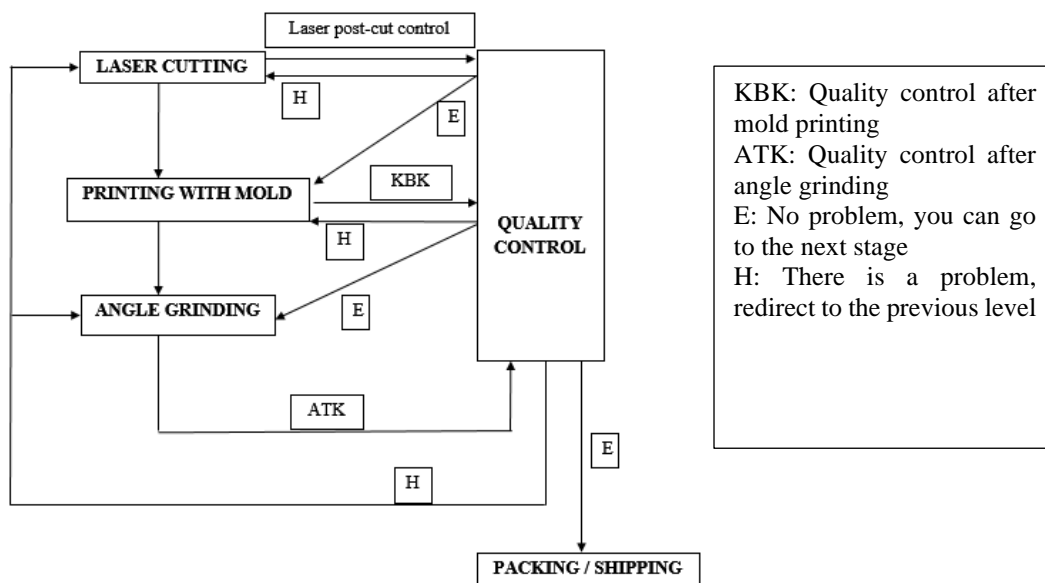 Laser post-cut control
LASER CUTTING
H
E
PRINTING WITH MOLD
KBK
H
QUALITY
CONTROL
ANGLE GRINDING
E
ATK
E
H
PACKING / SHIPPING
KBK: Quality control after
mold printing
ATK: Quality control after
angle grinding
E: No problem, you can go
to the next stage
H: There is a problem,
redirect to the previous level